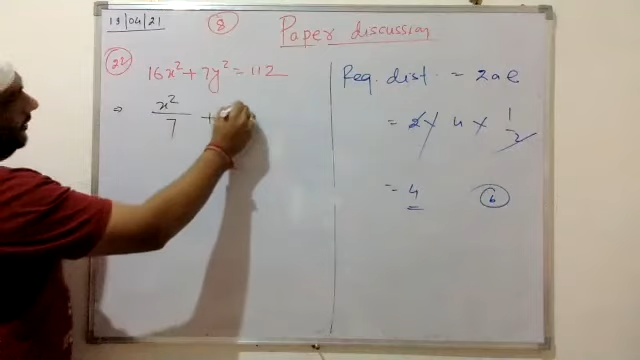 19/04/21
8
Paper discussion
22
16x² + 7y² = 112
⇒ x²/7 +
Req. dist. = 2ae
= 2 × 4 × 1/2
= 4
b